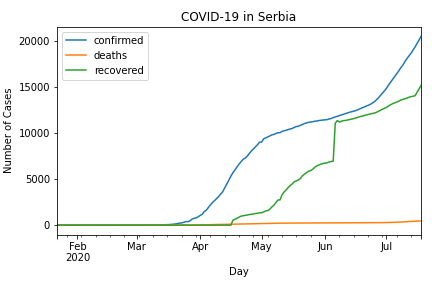 COVID-19 in Serbia
confirmed
deaths
recovered
20000
15000
10000
5000
0
Number of Cases
Feb Mar Apr May Jun Jul
2020
Day